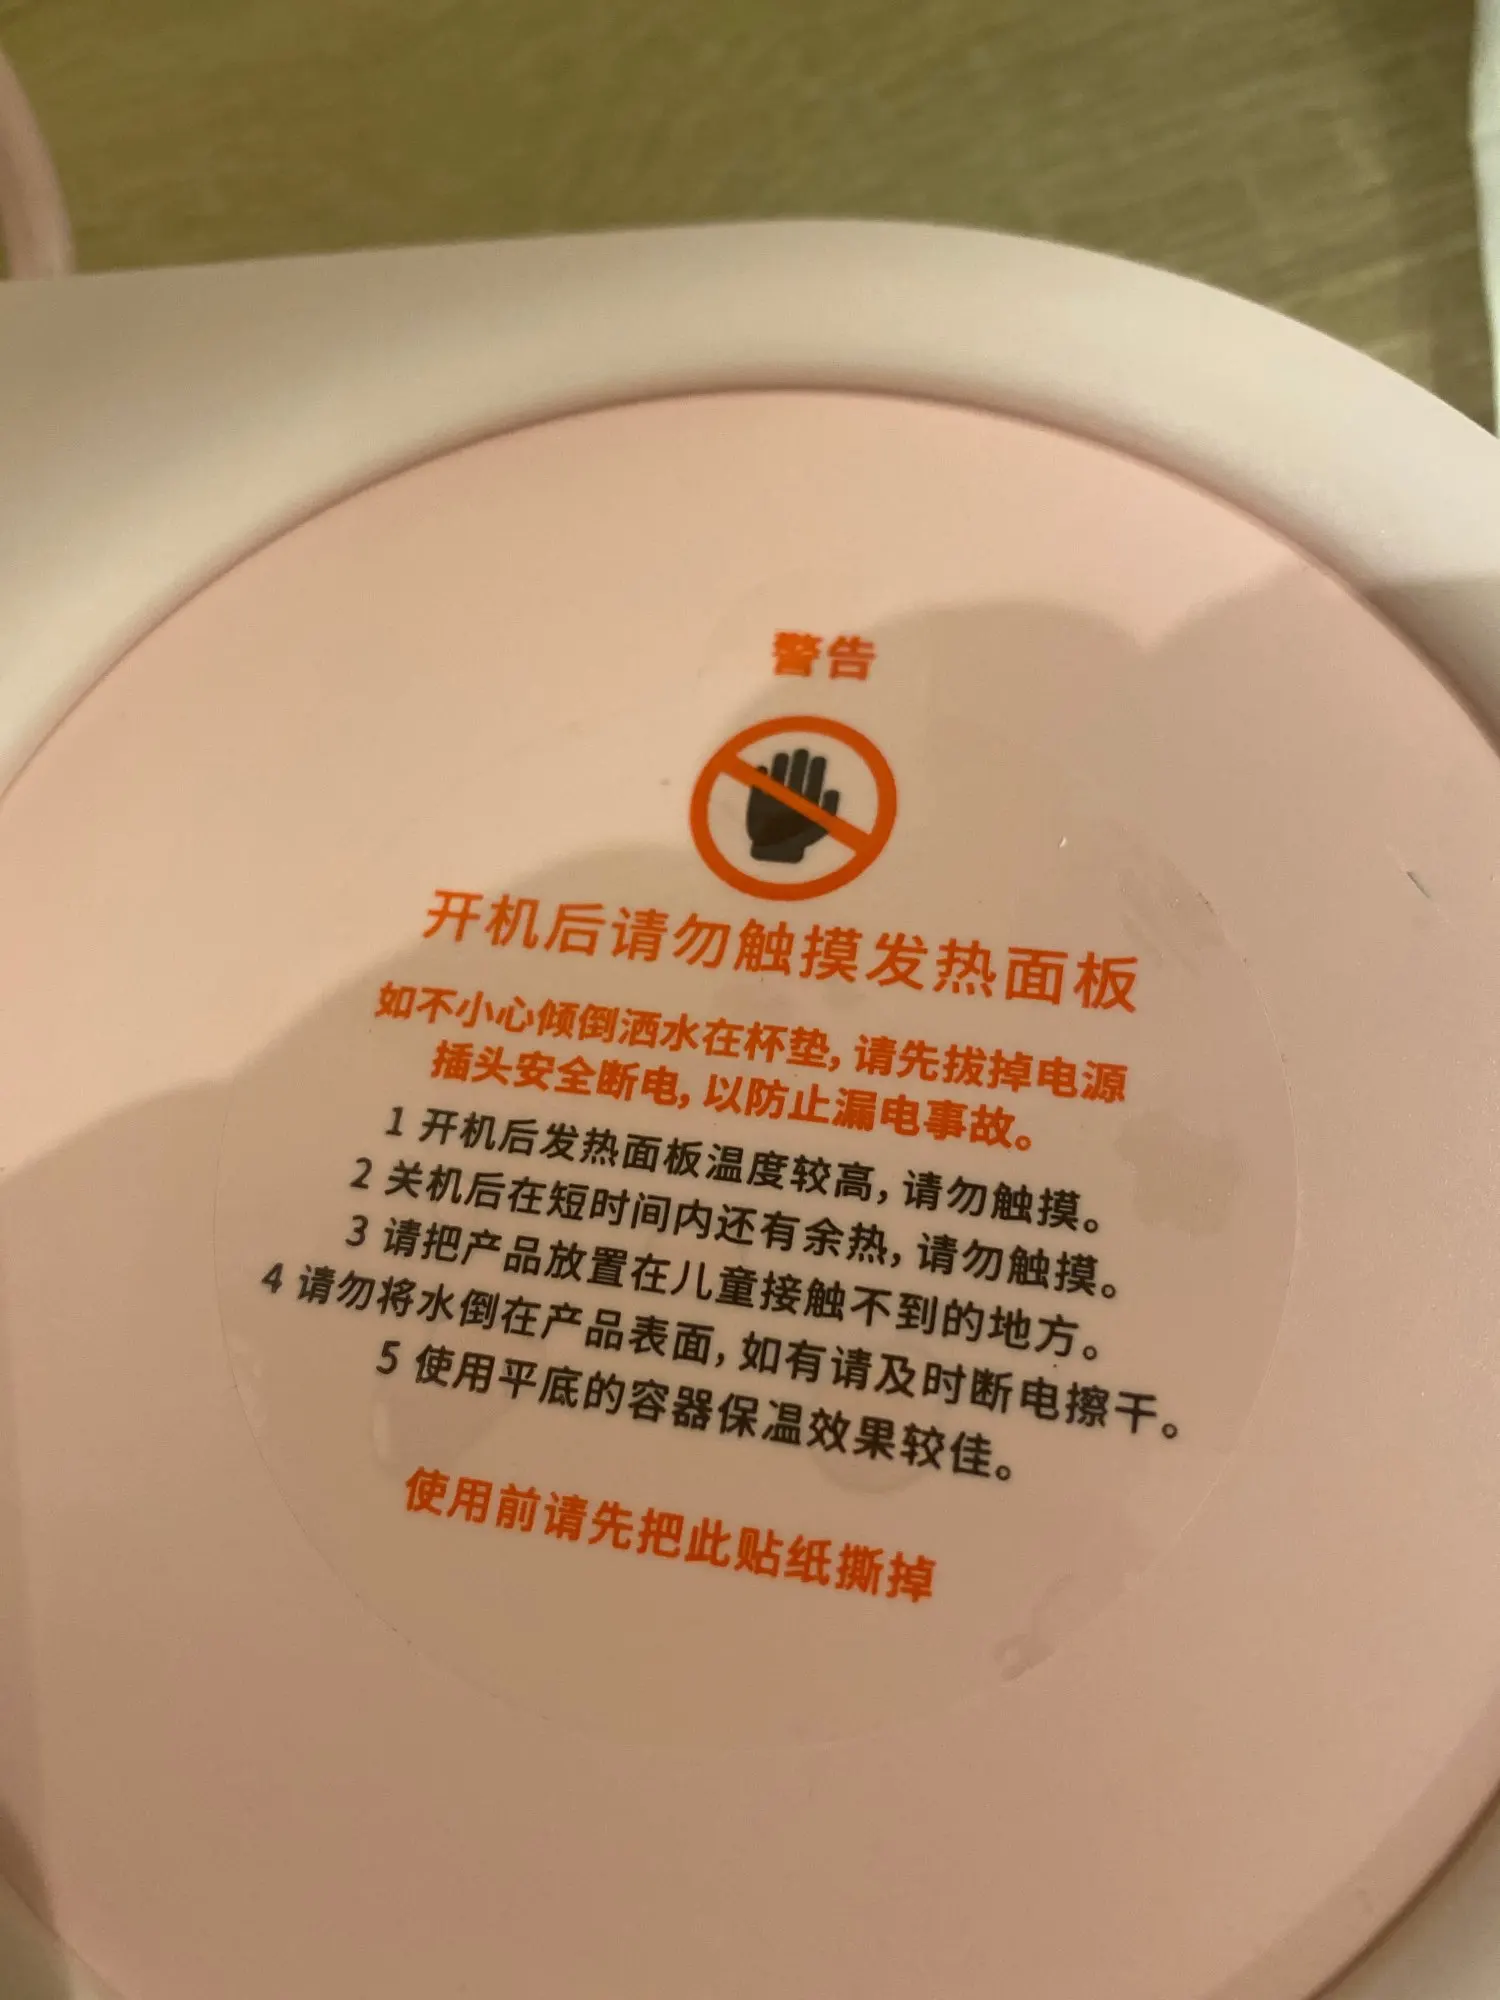 警告
开机后请勿触摸发热面板
如不小心倾倒洒水在杯垫,请先拔掉电源
插头安全断电,以防止漏电事故。
1 开机后发热面板温度较高,请勿触摸。
2 关机后在短时间内还有余热,请勿触摸。
3 请把产品放置在儿童接触不到的地方。
4 请勿将水倒在产品表面,如有请及时断电擦干。
5 使用平底的容器保温效果较佳。
使用前请先把此贴纸撕掉